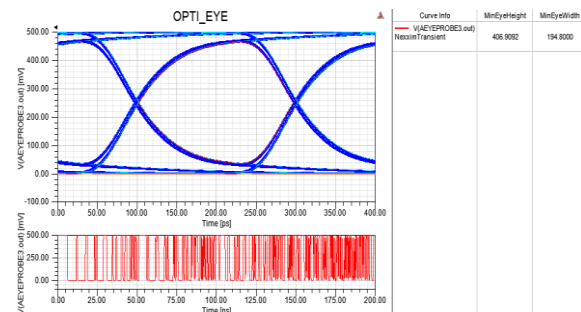 OPTI_EYE
Curve Info MinEyeHeight MinEyeWidth
V(AEYEPROBE3.out) 406.9092 194.8000
NexximTransient
V(AEYEPROBE3.out) [mV]
500.00
400.00
300.00
200.00
100.00
0.00
-100.00
0.00 50.00 100.00 150.00 200.00 250.00 300.00 350.00 400.00
Time [ps]
V(AEYEPROBE3.out) [mV]
500.00
250.00
0.00
0.00 25.00 50.00 75.00 100.00 125.00 150.00 175.00 200.00
Time [ns]